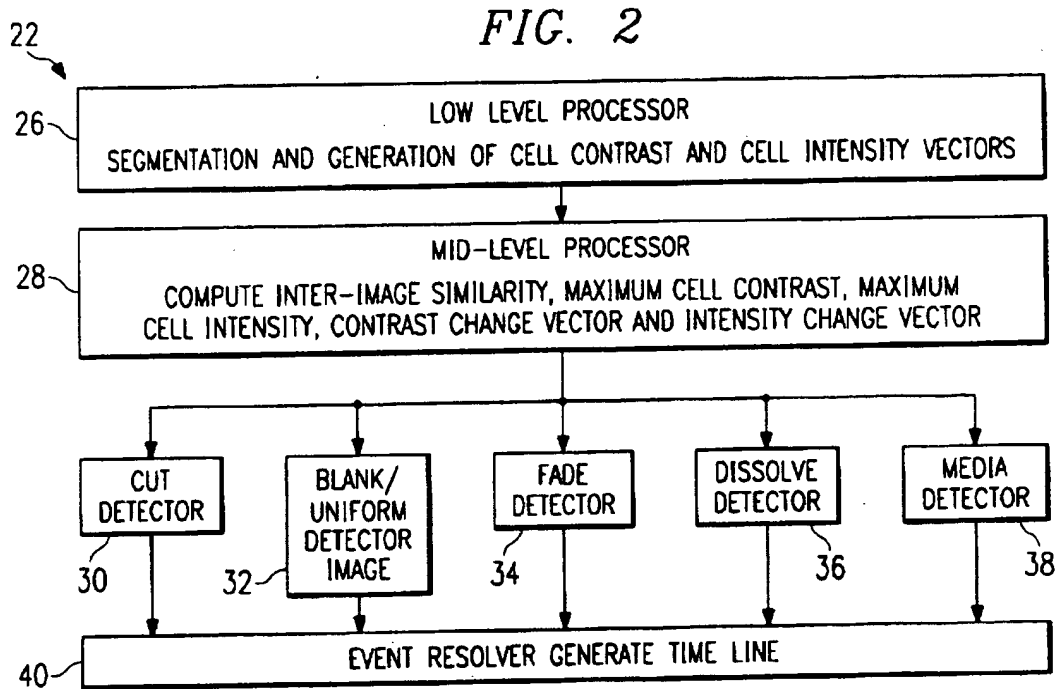 FIG. 2
22
26
LOW LEVEL PROCESSOR
SEGMENTATION AND GENERATION OF CELL CONTRAST AND CELL INTENSITY VECTORS
28
MID-LEVEL PROCESSOR
COMPUTE INTER-IMAGE SIMILARITY, MAXIMUM CELL CONTRAST, MAXIMUM
CELL INTENSITY, CONTRAST CHANGE VECTOR AND INTENSITY CHANGE VECTOR
CUT
DETECTOR
30
BLANK/
UNIFORM
DETECTOR
IMAGE
32
FADE
DETECTOR
34
DISSOLVE
DETECTOR
36
MEDIA
DETECTOR
38
40
EVENT RESOLVER GENERATE TIME LINE